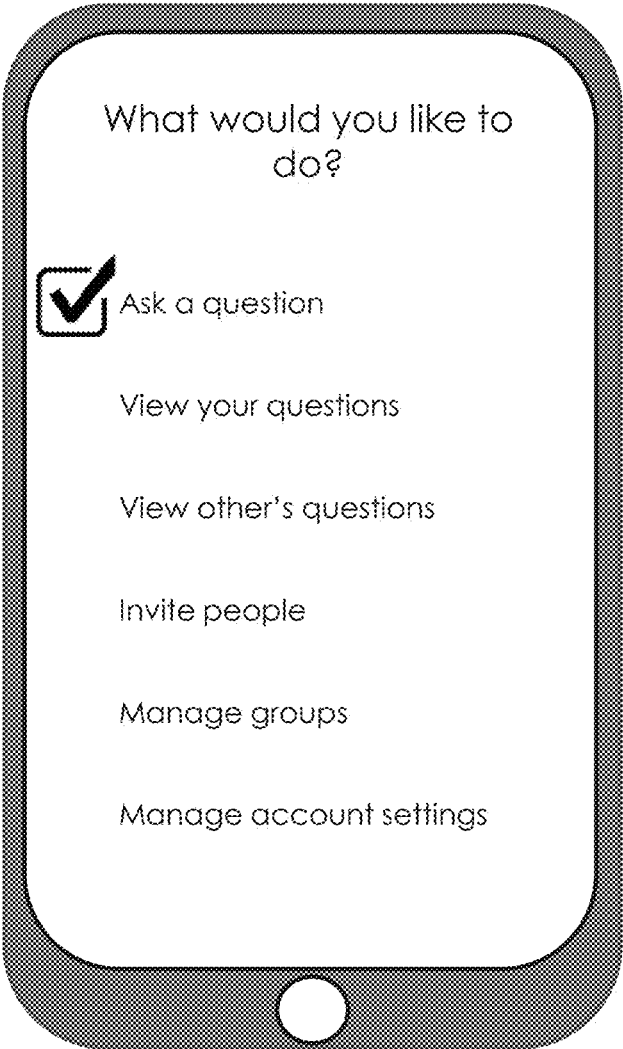 What would you like to
do?
Ask a question
View your questions
View other's questions
Invite people
Manage groups
Manage account settings